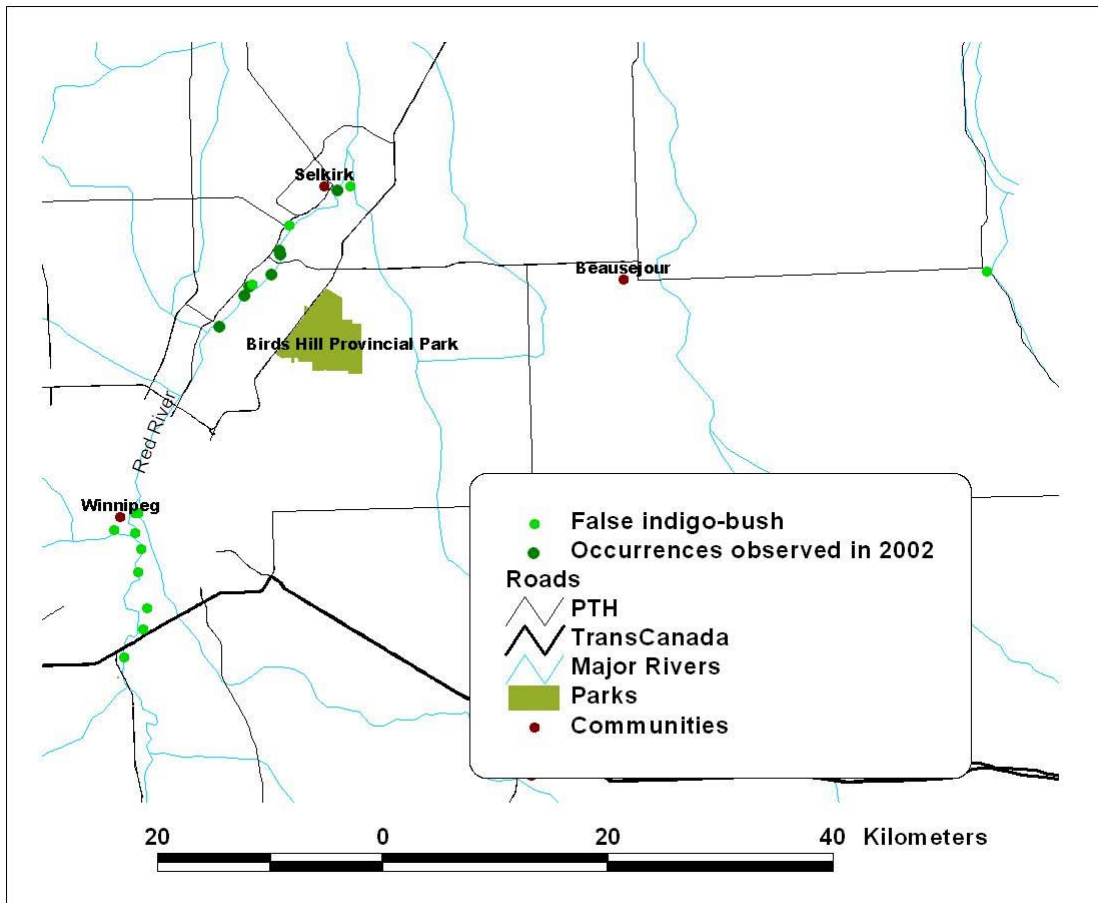 Selkirk
Beausejour
Birds Hill Provincial Park
Red River
Winnipeg
False indigo-bush
Occurrences observed in 2002
Roads
PTH
TransCanada
Major Rivers
Parks
Communities
20 0 20 40 Kilometers